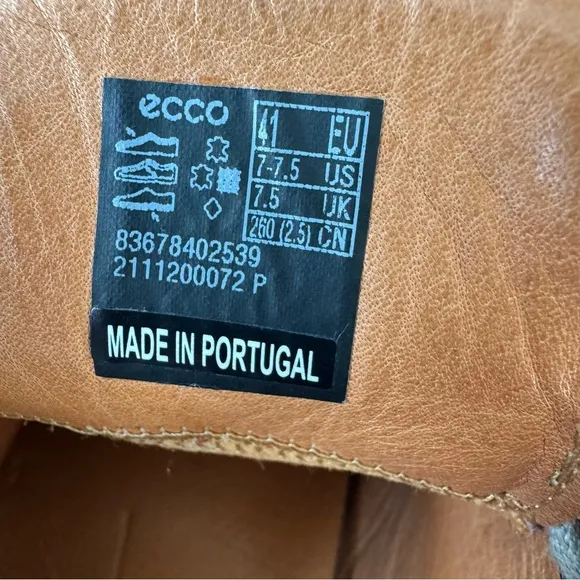 ecco
41 EU
7-7.5 US
7.5 UK
260 (2.5) CN
83678402539
2111200072 P
MADE IN PORTUGAL